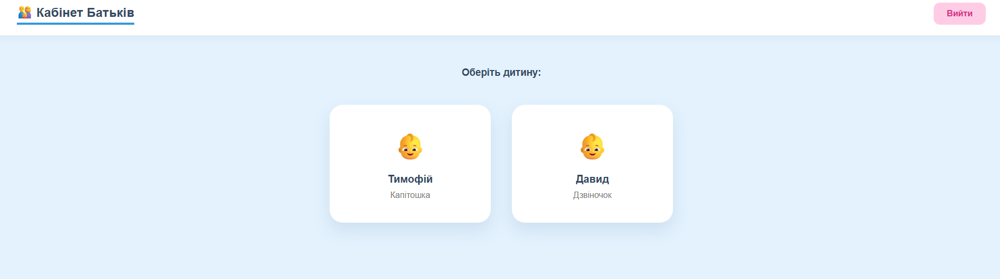 Кабінет Батьків
Вийти
Оберіть дитину:
Тимофій
Капітошка
Давид
Дзвіночок